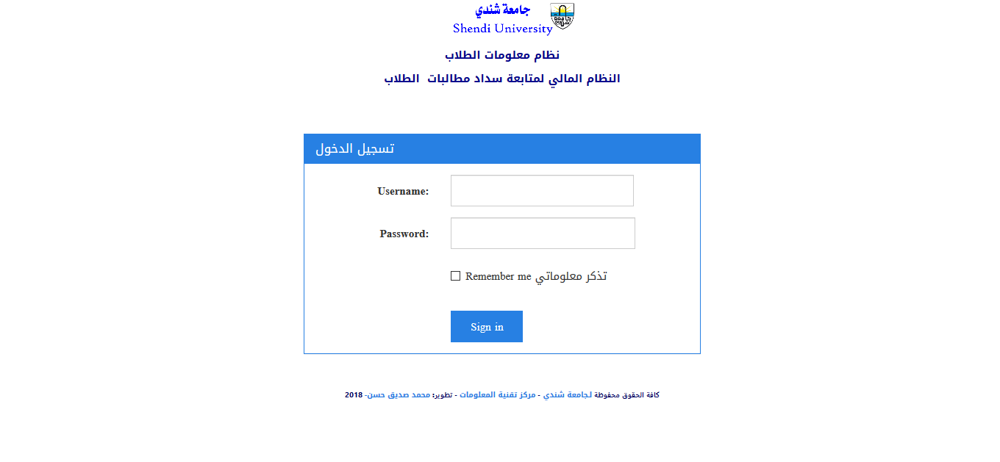 جامعة شندي
Shendi University
نظام معلومات الطلاب
النظام المالي لمتابعة سداد مطالبات الطلاب
تسجيل الدخول
Username:
Password:
Remember me تذكر معلوماتي
Sign in
كافة الحقوق محفوظة لجامعة شندي - مركز تقنية المعلومات - تطوير: محمد صديق حسن- 2018